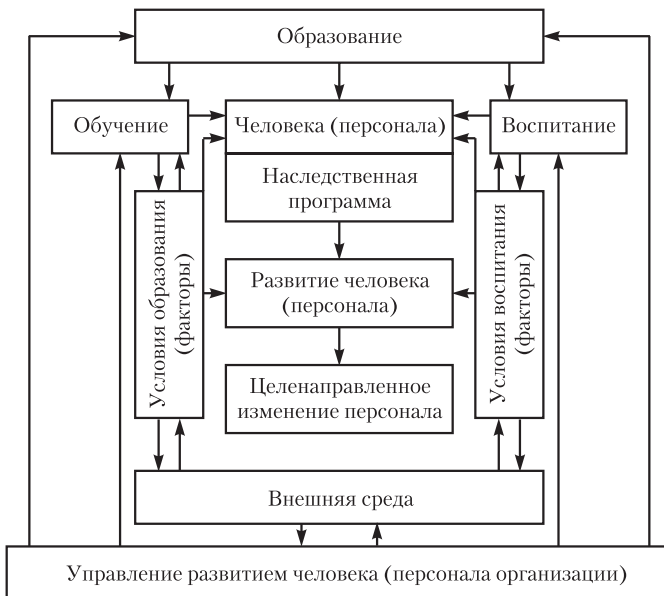 Образование
Обучение
Человека (персонала)
Воспитание
Наследственная
программа
Условия образования
(факторы)
Развитие человека
(персонала)
Условия воспитания
(факторы)
Целенаправленное
изменение персонала
Внешняя среда
Управление развитием человека (персонала организации)